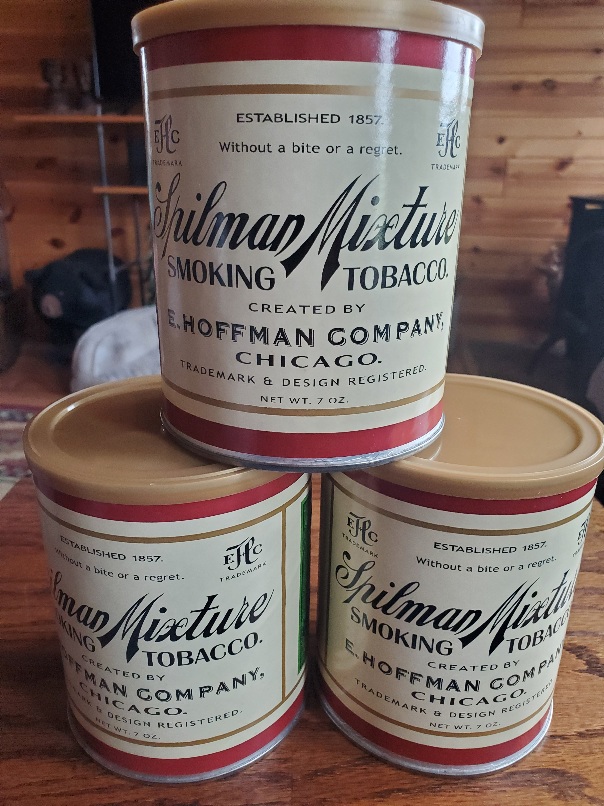 ESTABLISHED 1857.
Without a bite or a regret.
EHC
TRADEMARK
EHC
TRADEMARK
Spilman Mixture
SMOKING TOBACCO.
CREATED BY
E. HOFFMAN COMPANY,
CHICAGO.
TRADEMARK & DESIGN REGISTERED.
NET WT. 7 OZ.
ESTABLISHED 1857.
without a bite or a regret.
EHC
TRADEMARK
Mixture
TOBACCO.
CREATED BY
COMPANY,
CHICAGO.
& DESIGN REGISTERED.
NET WT. 7 OZ.
EHC
TRADEMARK
ESTABLISHED 1857.
Without a bite or a regret.
Spilman
SMOKING
CREATED BY
E. HOFFMAN
CHICAGO.
TRADEMARK & DESIGN REGISTERED.
NET WT. 7 OZ.